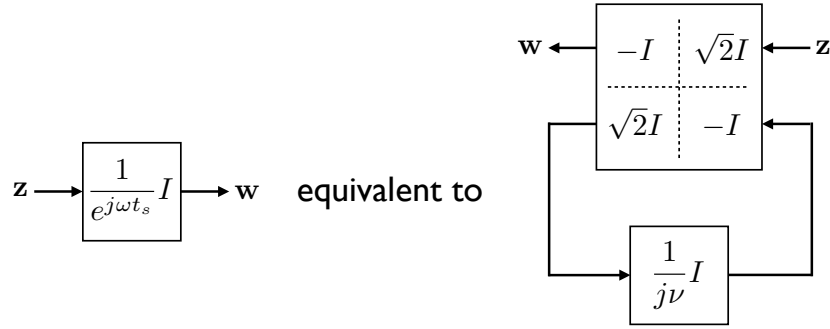 w
−I
√2I
z
√2I
−I
z
1
e^{jωt_s}
I
w
equivalent to
1
jν
I